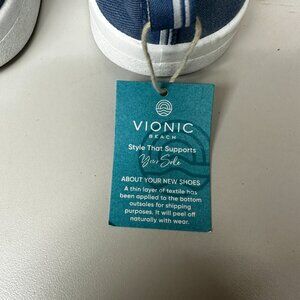 VIONIC
BEACH
Style That Supports
Your Sole
ABOUT YOUR NEW SHOES
A thin layer of textile has
been applied to the bottom
outsoles for shipping
purposes. It will peel off
naturally with wear.